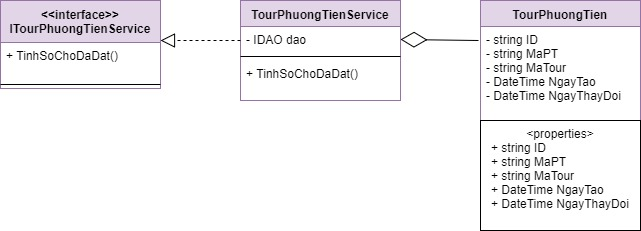 <<interface>>
ITourPhuongTienService
+ TinhSoChoDaDat()
TourPhuongTienService
- IDAO dao
+ TinhSoChoDaDat()
TourPhuongTien
- string ID
- string MaPT
- string MaTour
- DateTime NgayTao
- DateTime NgayThayDoi
<properties>
+ string ID
+ string MaPT
+ string MaTour
+ DateTime NgayTao
+ DateTime NgayThayDoi